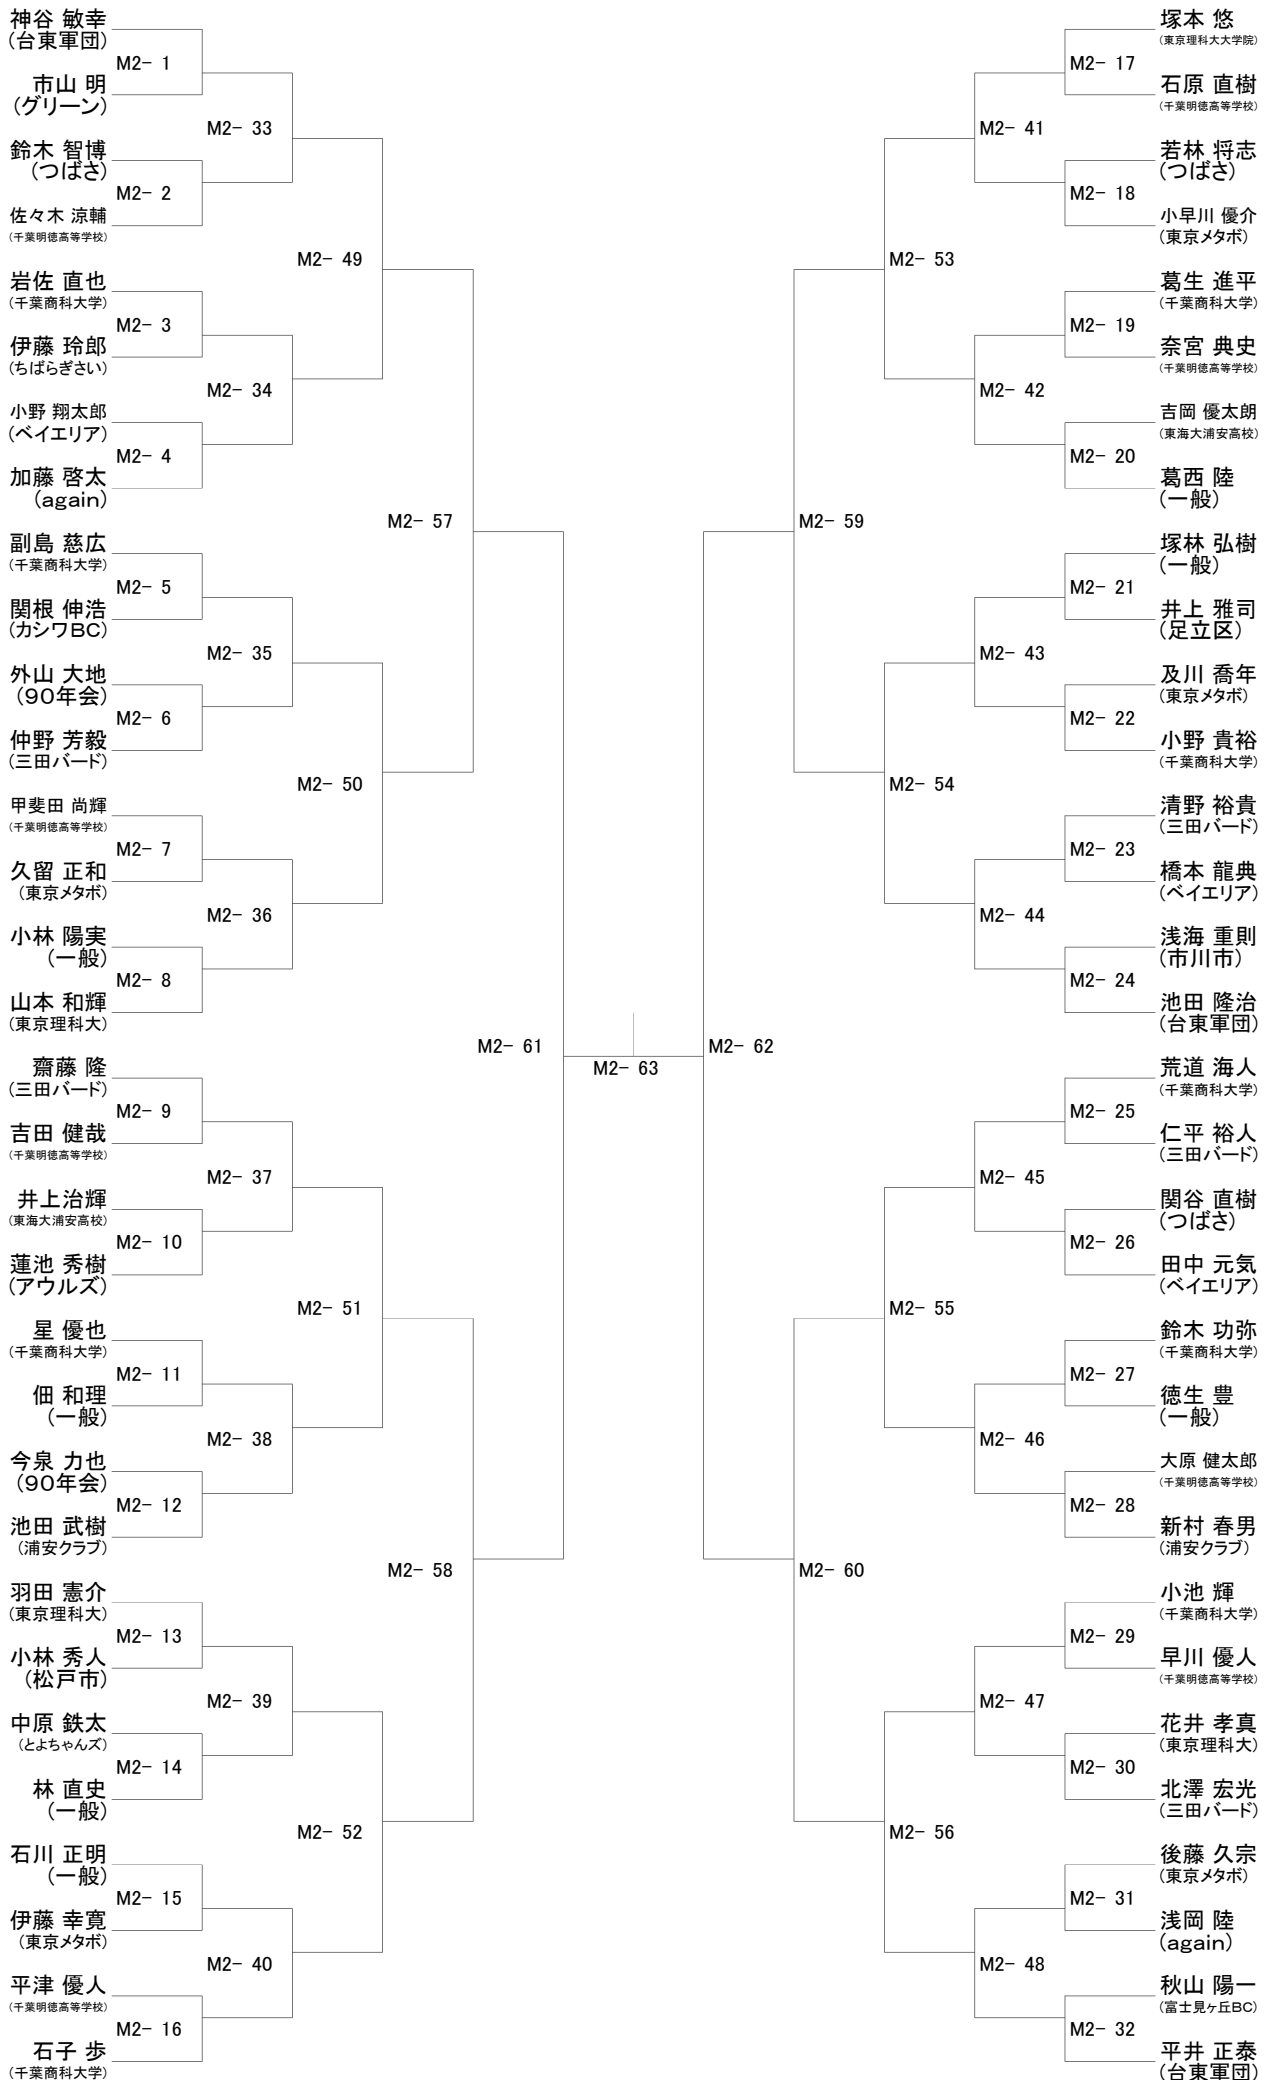 神谷 敏幸
(台東軍団)
M2- 1
市山 明
(グリーン)
M2- 33
鈴木 智博
(つばさ)
M2- 2
佐々木 涼輔
(千葉明徳高等学校)
M2- 49
岩佐 直也
(千葉商科大学)
M2- 3
伊藤 玲郎
(ちばらぎさい)
M2- 34
小野 翔太郎
(ベイエリア)
M2- 4
加藤 啓太
(again)
M2- 57
副島 慈広
(千葉商科大学)
M2- 5
関根 伸浩
(カシワBC)
M2- 35
外山 大地
(90年会)
M2- 6
仲野 芳毅
(三田バード)
M2- 50
甲斐田 尚輝
(千葉明徳高等学校)
M2- 7
久留 正和
(東京メタボ)
M2- 36
小林 陽実
(一般)
M2- 8
山本 和輝
(東京理科大)
M2- 61
齋藤 隆
(三田バード)
M2- 9
吉田 健哉
(千葉明徳高等学校)
M2- 37
井上治輝
(東海大浦安高校)
M2- 10
蓮池 秀樹
(アウルズ)
M2- 51
星 優也
(千葉商科大学)
M2- 11
佃 和理
(一般)
M2- 38
今泉 力也
(90年会)
M2- 12
池田 武樹
(浦安クラブ)
M2- 58
羽田 憲介
(東京理科大)
M2- 13
小林 秀人
(松戸市)
M2- 39
中原 鉄太
(とよちゃんズ)
M2- 14
林 直史
(一般)
M2- 52
石川 正明
(一般)
M2- 15
伊藤 幸寛
(東京メタボ)
M2- 40
平津 優人
(千葉明徳高等学校)
M2- 16
石子 歩
(千葉商科大学)
M2- 63
塚本 悠
(東京理科大大学院)
M2- 17
石原 直樹
(千葉明徳高等学校)
M2- 41
若林 将志
(つばさ)
M2- 18
小早川 優介
(東京メタボ)
M2- 53
葛生 進平
(千葉商科大学)
M2- 19
奈宮 典史
(千葉明徳高等学校)
M2- 42
吉岡 優太朗
(東海大浦安高校)
M2- 20
葛西 陸
(一般)
M2- 59
塚林 弘樹
(一般)
M2- 21
井上 雅司
(足立区)
M2- 43
及川 喬年
(東京メタボ)
M2- 22
小野 貴裕
(千葉商科大学)
M2- 54
清野 裕貴
(三田バード)
M2- 23
橋本 龍典
(ベイエリア)
M2- 44
浅海 重則
(市川市)
M2- 24
池田 隆治
(台東軍団)
M2- 62
荒道 海人
(千葉商科大学)
M2- 25
仁平 裕人
(三田バード)
M2- 45
関谷 直樹
(つばさ)
M2- 26
田中 元気
(ベイエリア)
M2- 55
鈴木 功弥
(千葉商科大学)
M2- 27
徳生 豊
(一般)
M2- 46
大原 健太郎
(千葉明徳高等学校)
M2- 28
新村 春男
(浦安クラブ)
M2- 60
小池 輝
(千葉商科大学)
M2- 29
早川 優人
(千葉明徳高等学校)
M2- 47
花井 孝真
(東京理科大)
M2- 30
北澤 宏光
(三田バード)
M2- 56
後藤 久宗
(東京メタボ)
M2- 31
浅岡 陸
(again)
M2- 48
秋山 陽一
(富士見ヶ丘BC)
M2- 32
平井 正泰
(台東軍団)